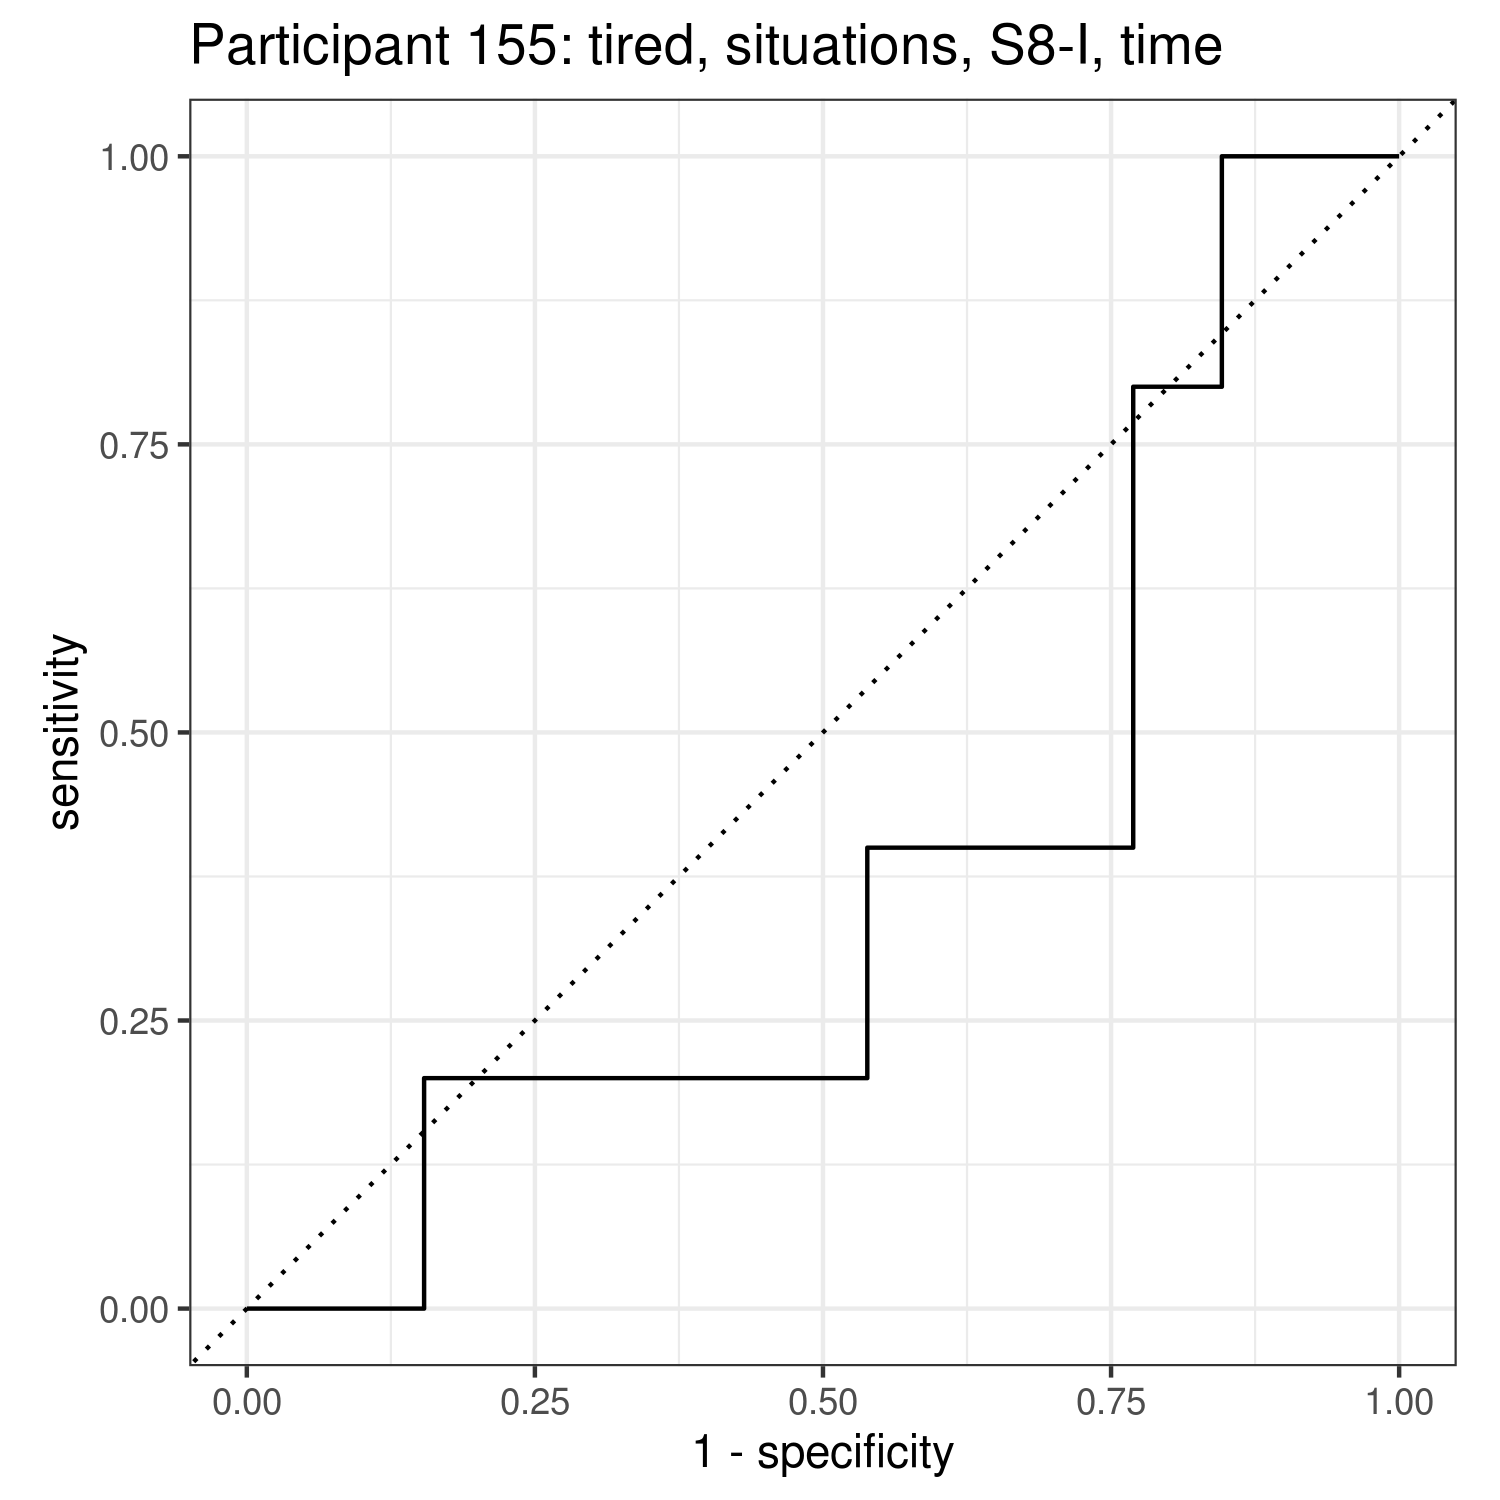 Participant 155: tired, situations, S8-I, time
1.00
0.75
0.50
0.25
0.00
sensitivity
0.00 0.25 0.50 0.75 1.00
1 - specificity